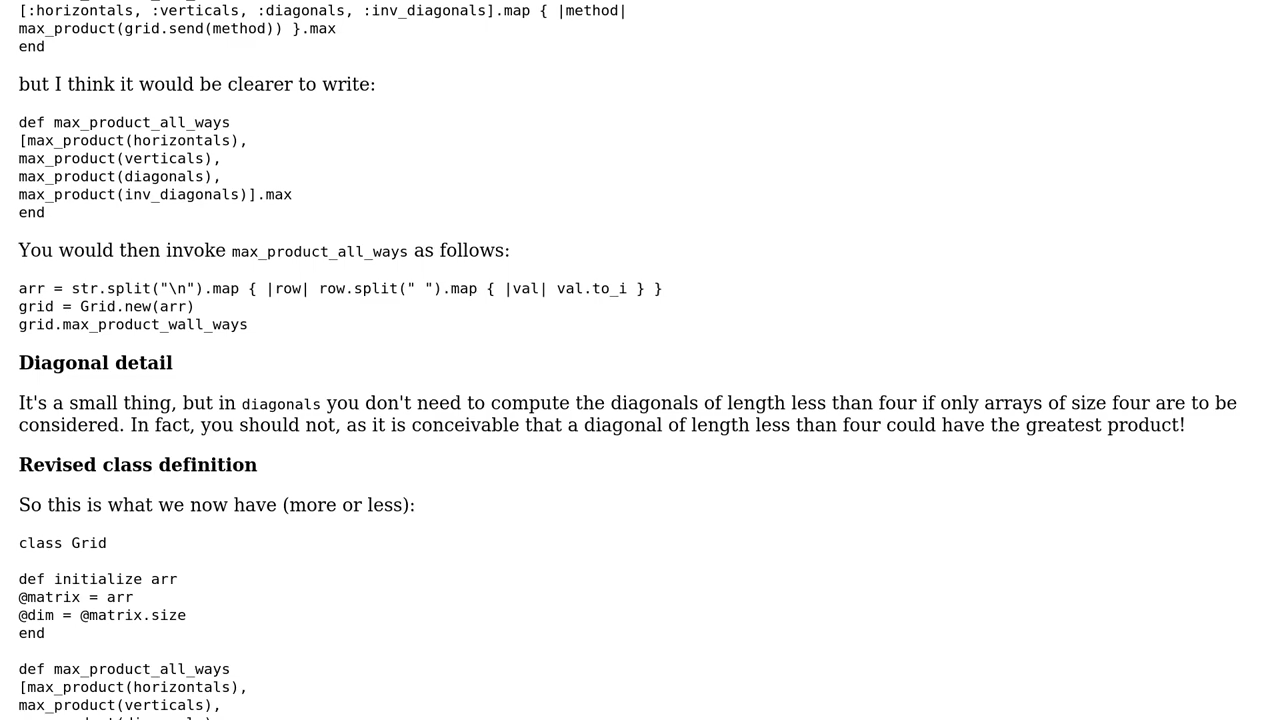 [:horizontals, :verticals, :diagonals, :inv_diagonals].map { |method|
max_product(grid.send(method)) }.max
end
but I think it would be clearer to write:
def max_product_all_ways
[max_product(horizontals),
max_product(verticals),
max_product(diagonals),
max_product(inv_diagonals)].max
end
You would then invoke max_product_all_ways as follows:
arr = str.split("\n").map { |row| row.split(" ").map { |val| val.to_i } }
grid = Grid.new(arr)
grid.max_product_wall_ways
Diagonal detail
It's a small thing, but in diagonals you don't need to compute the diagonals of length less than four if only arrays of size four are to be
considered. In fact, you should not, as it is conceivable that a diagonal of length less than four could have the greatest product!
Revised class definition
So this is what we now have (more or less):
class Grid
def initialize arr
@matrix = arr
@dim = @matrix.size
end
def max_product_all_ways
[max_product(horizontals),
max_product(verticals),